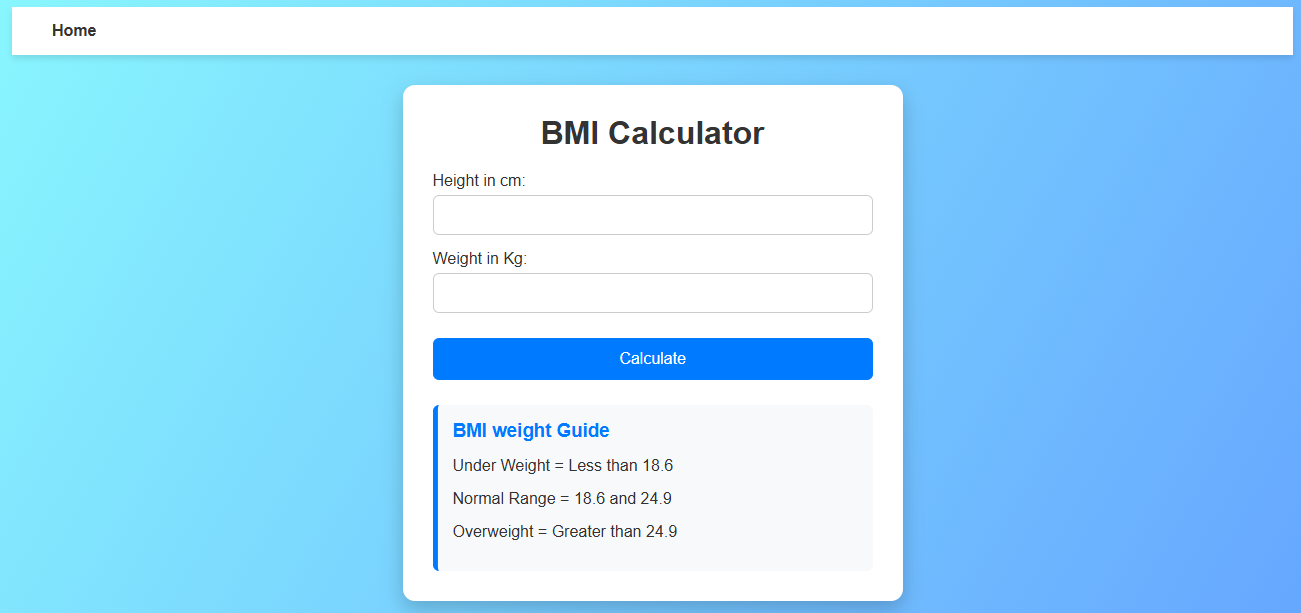 Home
BMI Calculator
Height in cm:
Weight in Kg:
Calculate
BMI weight Guide
Under Weight = Less than 18.6
Normal Range = 18.6 and 24.9
Overweight = Greater than 24.9